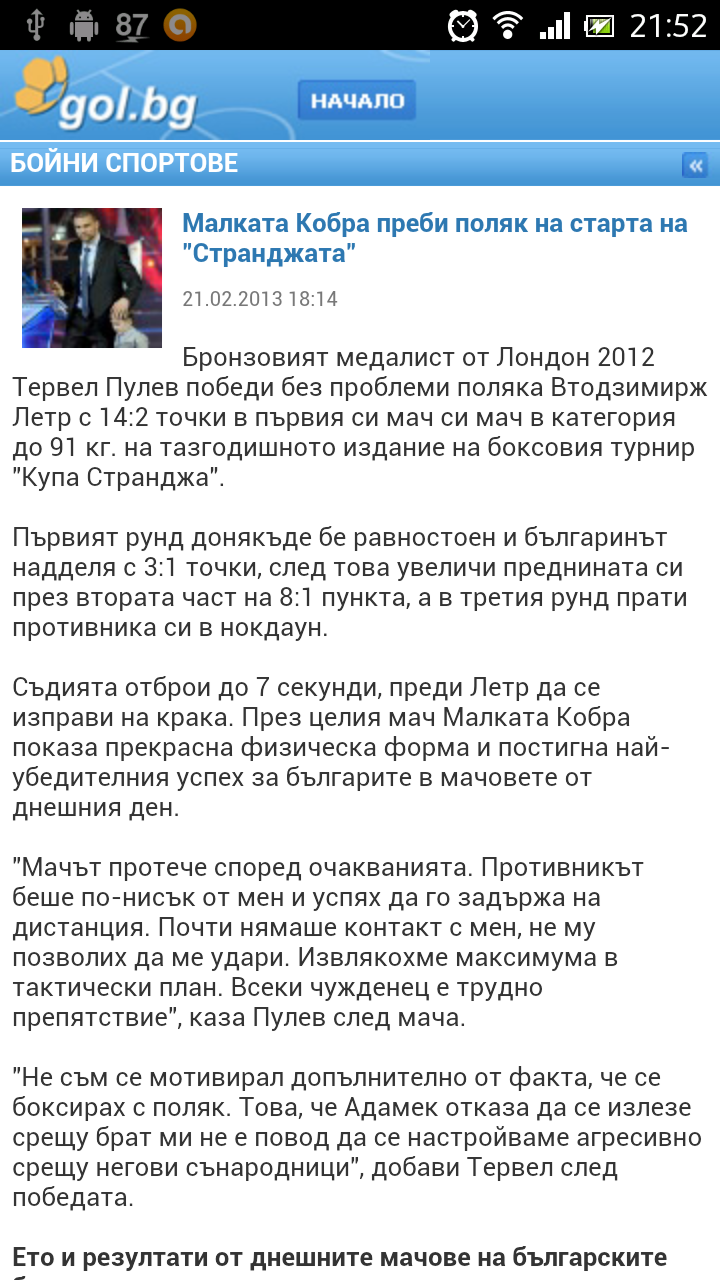 87
21:52
gol.bg
НАЧАЛО
БОЙНИ СПОРТОВЕ
«
Малката Кобра преби поляк на старта на
"Странджата"
21.02.2013 18:14
Бронзовият медалист от Лондон 2012
Тервел Пулев победи без проблеми поляка Втодзимирж
Летр с 14:2 точки в първия си мач си мач в категория
до 91 кг. на тазгодишното издание на боксовия турнир
"Купа Странджа".
Първият рунд донякъде бе равностоен и българинът
надделя с 3:1 точки, след това увеличи преднината си
през втората част на 8:1 пункта, а в третия рунд прати
противника си в нокдаун.
Съдията отброи до 7 секунди, преди Летр да се
изправи на крака. През целия мач Малката Кобра
показа прекрасна физическа форма и постигна най-
убедителния успех за българите в мачовете от
днешния ден.
"Мачът протече според очакванията. Противникът
беше по-нисък от мен и успях да го задържа на
дистанция. Почти нямаше контакт с мен, не му
позволих да ме удари. Извлякохме максимума в
тактически план. Всеки чужденец е трудно
препятствие", каза Пулев след мача.
"Не съм се мотивирал допълнително от факта, че се
боксирах с поляк. Това, че Адамек отказа да се излезе
срещу брат ми не е повод да се настройваме агресивно
срещу негови сънародници", добави Тервел след
победата.
Ето и резултати от днешните мачове на българските